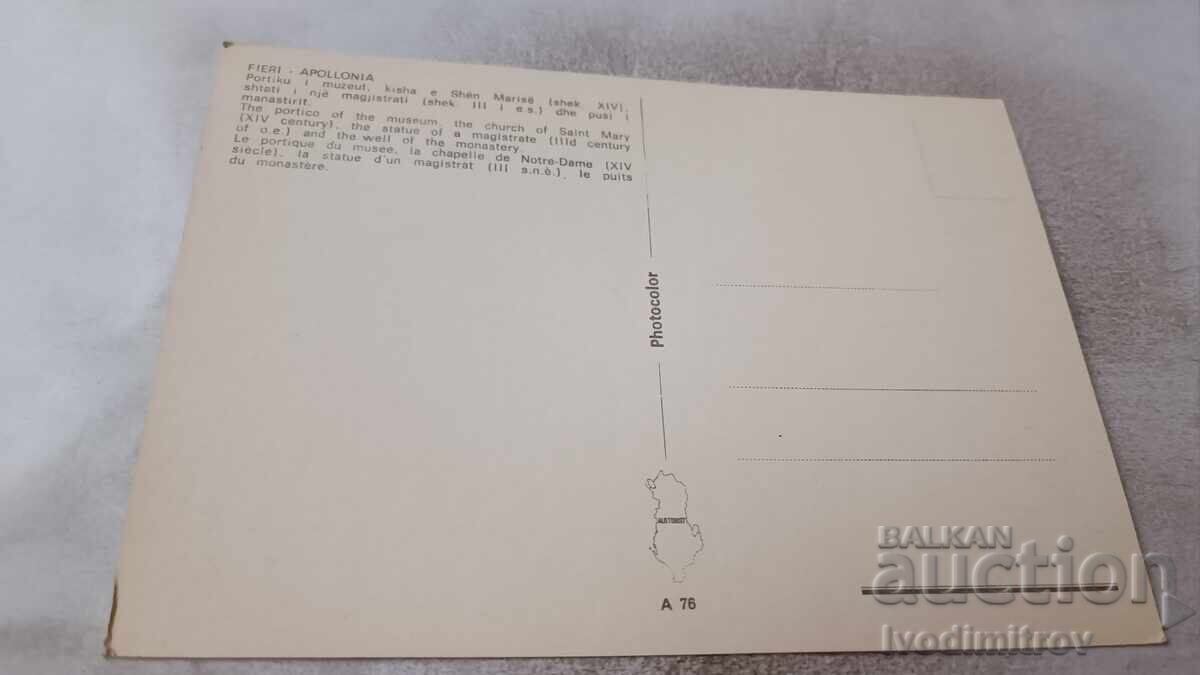 FIERI - APOLLONIA
Portiku i muzeut, kisha e Shën Marisë (shek. XIV),
shtati i një magjistrati (shek. III i e.s.) dhe pusi i
manastirit.
The portico of the museum, the church of Saint Mary
(XIV century), the statue of a magistrate (IIId century
of o.e.) and the well of the monastery.
Le portique du musée, la chapelle de Notre-Dame (XIV
siècle), la statue d'un magistrat (III s.n.è.), le puits
du monastère.
Photocolor
ALBTURIST
A 76
BALKAN
auction
Ivodimitrov